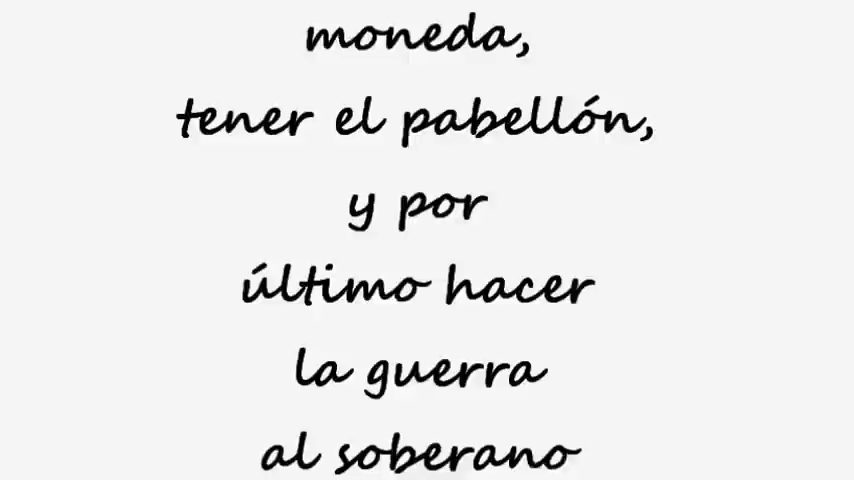 moneda,
tener el pabellón,
y por
último hacer
la guerra
al soberano